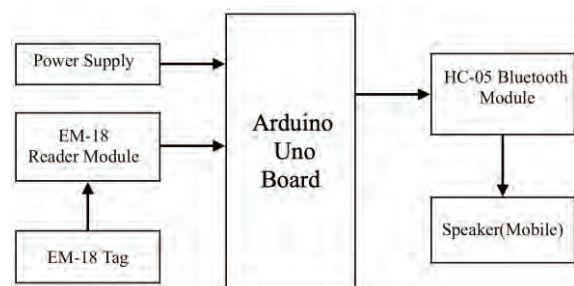 Power Supply
EM-18
Reader Module
EM-18 Tag
Arduino
Uno
Board
HC-05 Bluetooth
Module
Speaker(Mobile)